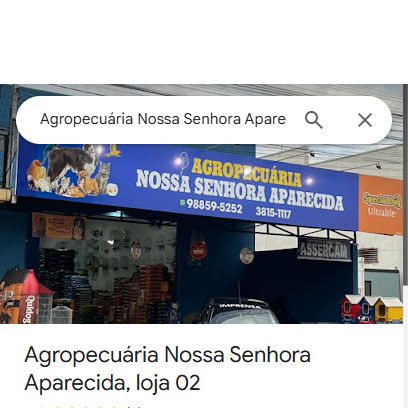 Agropecuária Nossa Senhora Apare
AGROPECUÁRIA
NOSSA SENHORA APARECIDA
98859-5252 3815-1117
Special Dog
Ultralife
ASSERCAM
IMPRENSA
Agropecuária Nossa Senhora
Aparecida, loja 02